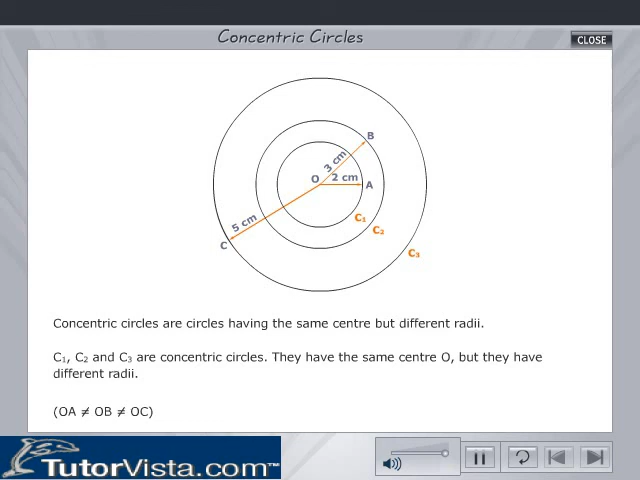 Concentric Circles
CLOSE
B
3 cm
O
2 cm
A
5 cm
C₁
C₂
C
C₃
Concentric circles are circles having the same centre but different radii.
C₁, C₂ and C₃ are concentric circles. They have the same centre O, but they have
different radii.
(OA ≠ OB ≠ OC)
TutorVista.com™